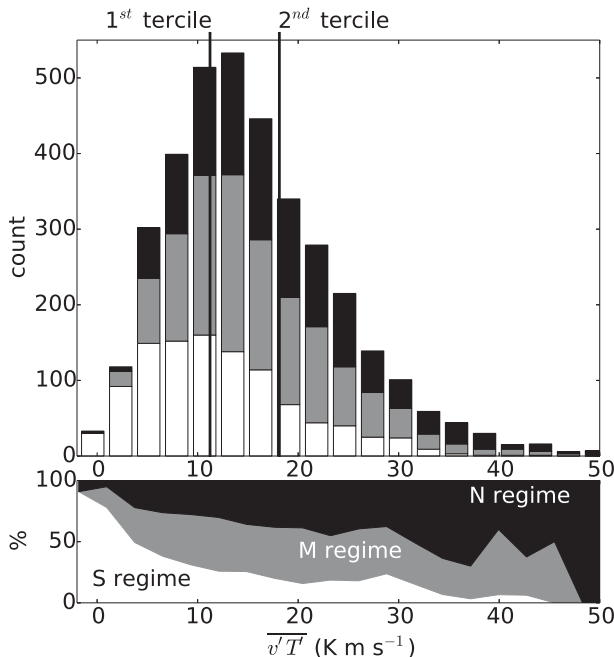 1st tercile 2nd tercile
500
400
300
200
100
0
count
0 10 20 30 40 50
100
50
0
%
N regime
M regime
S regime
0 10 20 30 40 50
v'T' (K m s⁻¹)